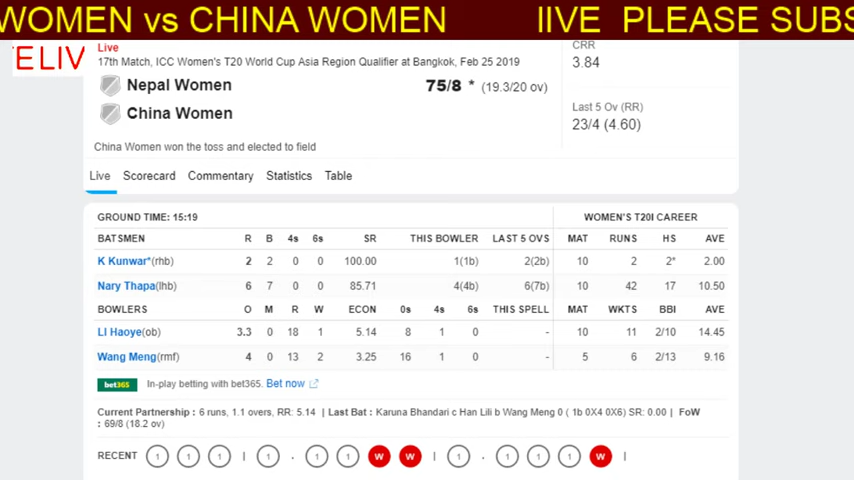 WOMEN vs CHINA WOMEN IIVE PLEASE SUBS
ELIV
Live
17th Match, ICC Women's T20 World Cup Asia Region Qualifier at Bangkok, Feb 25 2019
Nepal Women 75/8 * (19.3/20 ov)
China Women
China Women won the toss and elected to field
CRR
3.84
Last 5 Ov (RR)
23/4 (4.60)
Live Scorecard Commentary Statistics Table
GROUND TIME: 15:19 WOMEN'S T20I CAREER
BATSMEN R B 4s 6s SR THIS BOWLER LAST 5 OVS MAT RUNS HS AVE
K Kunwar*(rhb) 2 2 0 0 100.00 1(1b) 2(2b) 10 2 2* 2.00
Nary Thapa(lhb) 6 7 0 0 85.71 4(4b) 6(7b) 10 42 17 10.50
BOWLERS O M R W ECON 0s 4s 6s THIS SPELL MAT WKTS BBI AVE
LI Haoye(ob) 3.3 0 18 1 5.14 8 1 0 - 10 11 2/10 14.45
Wang Meng(rmf) 4 0 13 2 3.25 16 1 0 - 5 6 2/13 9.16
bet365 In-play betting with bet365. Bet now
Current Partnership : 6 runs, 1.1 overs, RR: 5.14 | Last Bat : Karuna Bhandari c Han Lili b Wang Meng 0 ( 1b 0X4 0X6) SR: 0.00 | FoW
: 69/8 (18.2 ov)
RECENT 1 1 1 | 1 . 1 1 W W | 1 . 1 1 1 W |